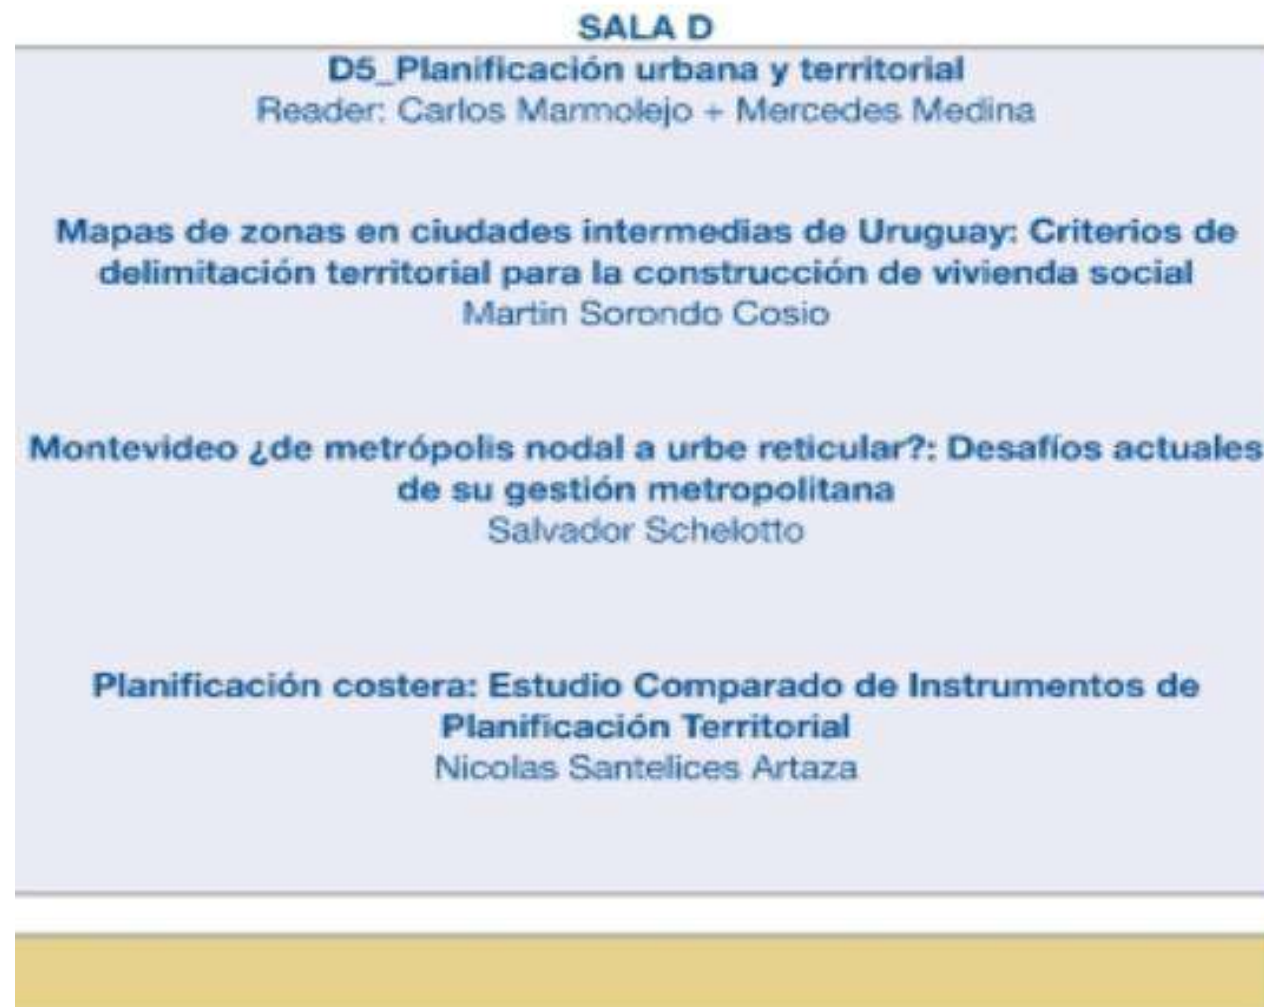 SALA D
D5_Planificación urbana y territorial
Reader: Carlos Marmolejo + Mercedes Medina
Mapas de zonas en ciudades intermedias de Uruguay: Criterios de
delimitación territorial para la construcción de vivienda social
Martin Sorondo Cosio
Montevideo ¿de metrópolis nodal a urbe reticular?: Desafíos actuales
de su gestión metropolitana
Salvador Schelotto
Planificación costera: Estudio Comparado de Instrumentos de
Planificación Territorial
Nicolas Santelices Artaza